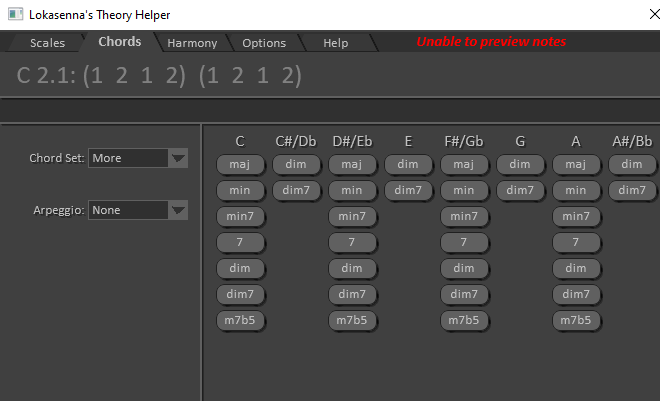 Lokasenna's Theory Helper
Scales Chords Harmony Options Help Unable to preview notes
C 2.1: (1 2 1 2) (1 2 1 2)
C C#/Db D#/Eb E F#/Gb G A A#/Bb
Chord Set: More
maj dim maj dim maj dim maj dim
min dim7 min dim7 min dim7 min dim7
Arpeggio: None
min7 min7 min7 min7
7 7 7 7
dim dim dim dim
dim7 dim7 dim7 dim7
m7b5 m7b5 m7b5 m7b5